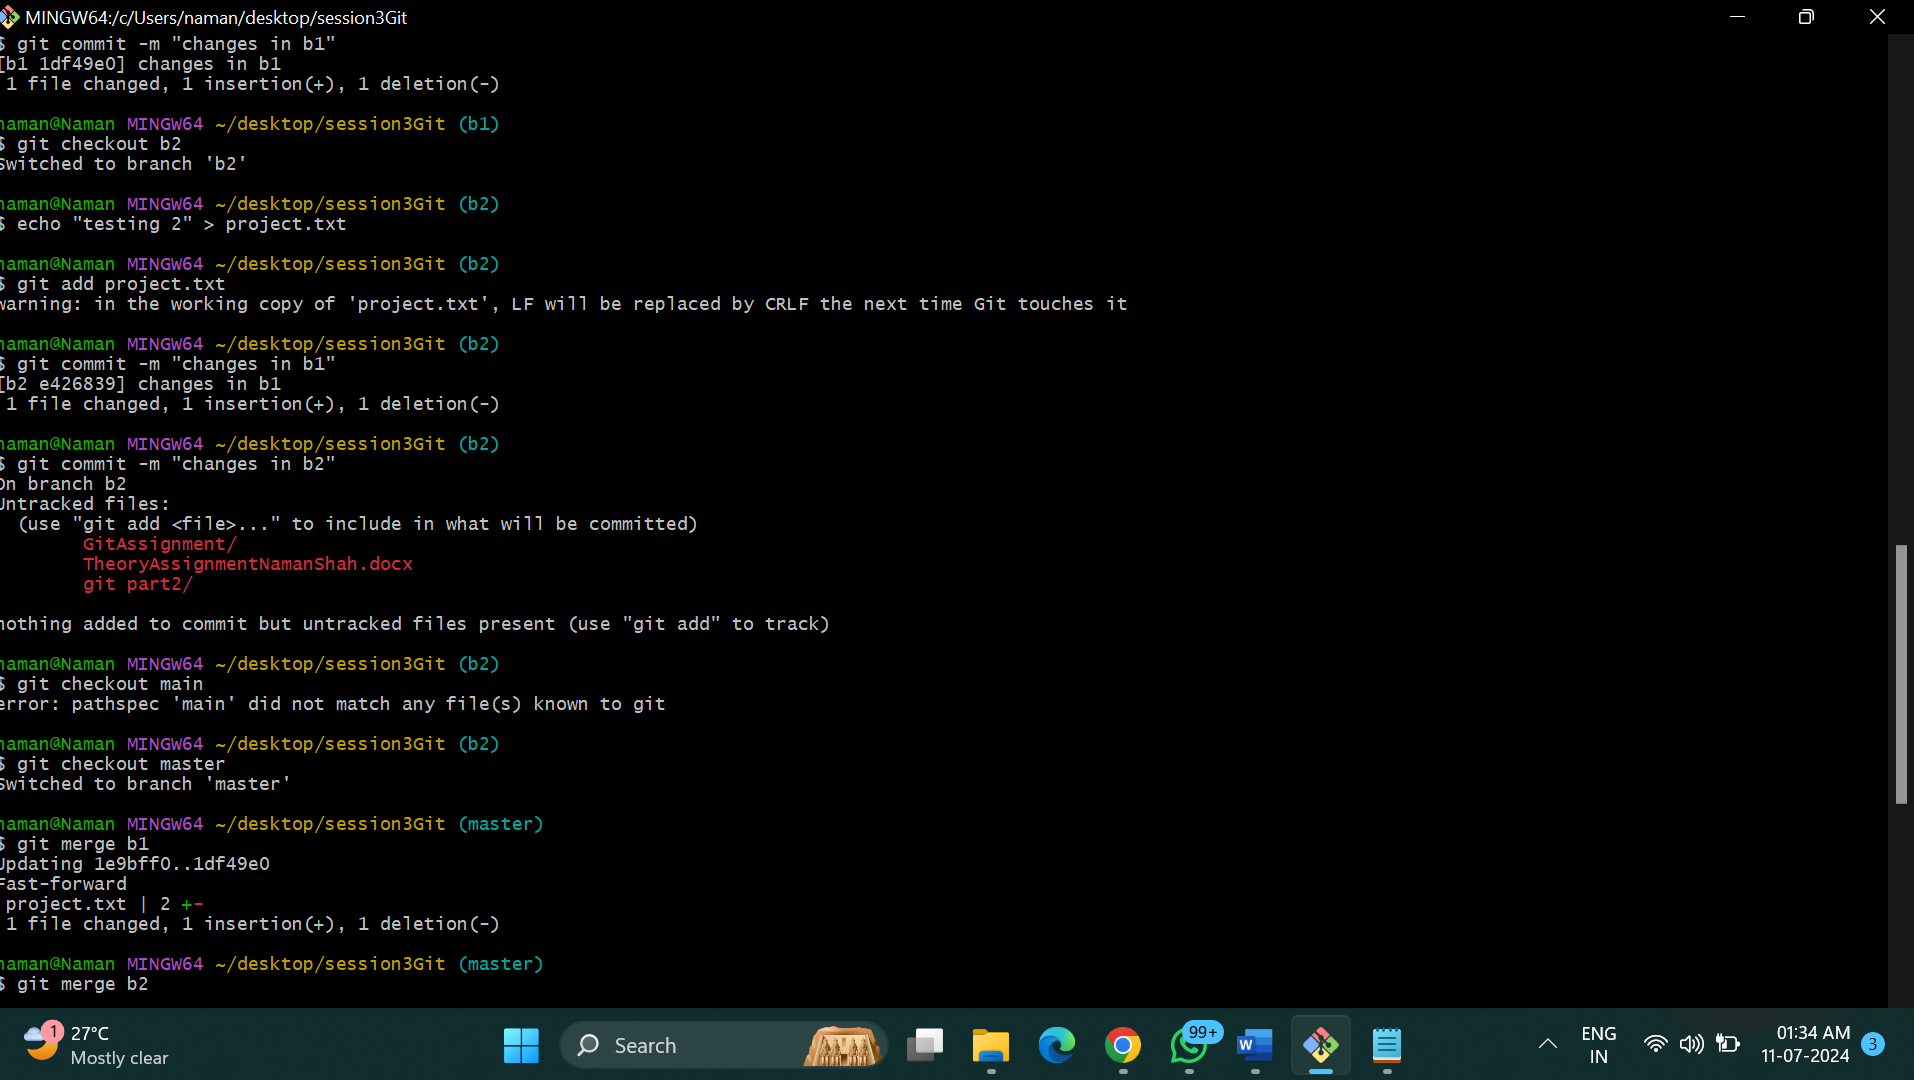 MINGW64:/c/Users/naman/desktop/session3Git
$ git commit -m "changes in b1"
[b1 1df49e0] changes in b1
1 file changed, 1 insertion(+), 1 deletion(-)
naman@Naman MINGW64 ~/desktop/session3Git (b1)
$ git checkout b2
Switched to branch 'b2'
naman@Naman MINGW64 ~/desktop/session3Git (b2)
$ echo "testing 2" > project.txt
naman@Naman MINGW64 ~/desktop/session3Git (b2)
$ git add project.txt
warning: in the working copy of 'project.txt', LF will be replaced by CRLF the next time Git touches it
naman@Naman MINGW64 ~/desktop/session3Git (b2)
$ git commit -m "changes in b1"
[b2 e426839] changes in b1
1 file changed, 1 insertion(+), 1 deletion(-)
naman@Naman MINGW64 ~/desktop/session3Git (b2)
$ git commit -m "changes in b2"
On branch b2
Untracked files:
(use "git add <file>..." to include in what will be committed)
GitAssignment/
TheoryAssignmentNamanShah.docx
git part2/
nothing added to commit but untracked files present (use "git add" to track)
naman@Naman MINGW64 ~/desktop/session3Git (b2)
$ git checkout main
error: pathspec 'main' did not match any file(s) known to git
naman@Naman MINGW64 ~/desktop/session3Git (b2)
$ git checkout master
Switched to branch 'master'
naman@Naman MINGW64 ~/desktop/session3Git (master)
$ git merge b1
Updating 1e9bff0..1df49e0
Fast-forward
project.txt | 2 +-
1 file changed, 1 insertion(+), 1 deletion(-)
naman@Naman MINGW64 ~/desktop/session3Git (master)
$ git merge b2
1
27°C
Mostly clear
Search
99+
W
ENG
IN
01:34 AM
11-07-2024
3